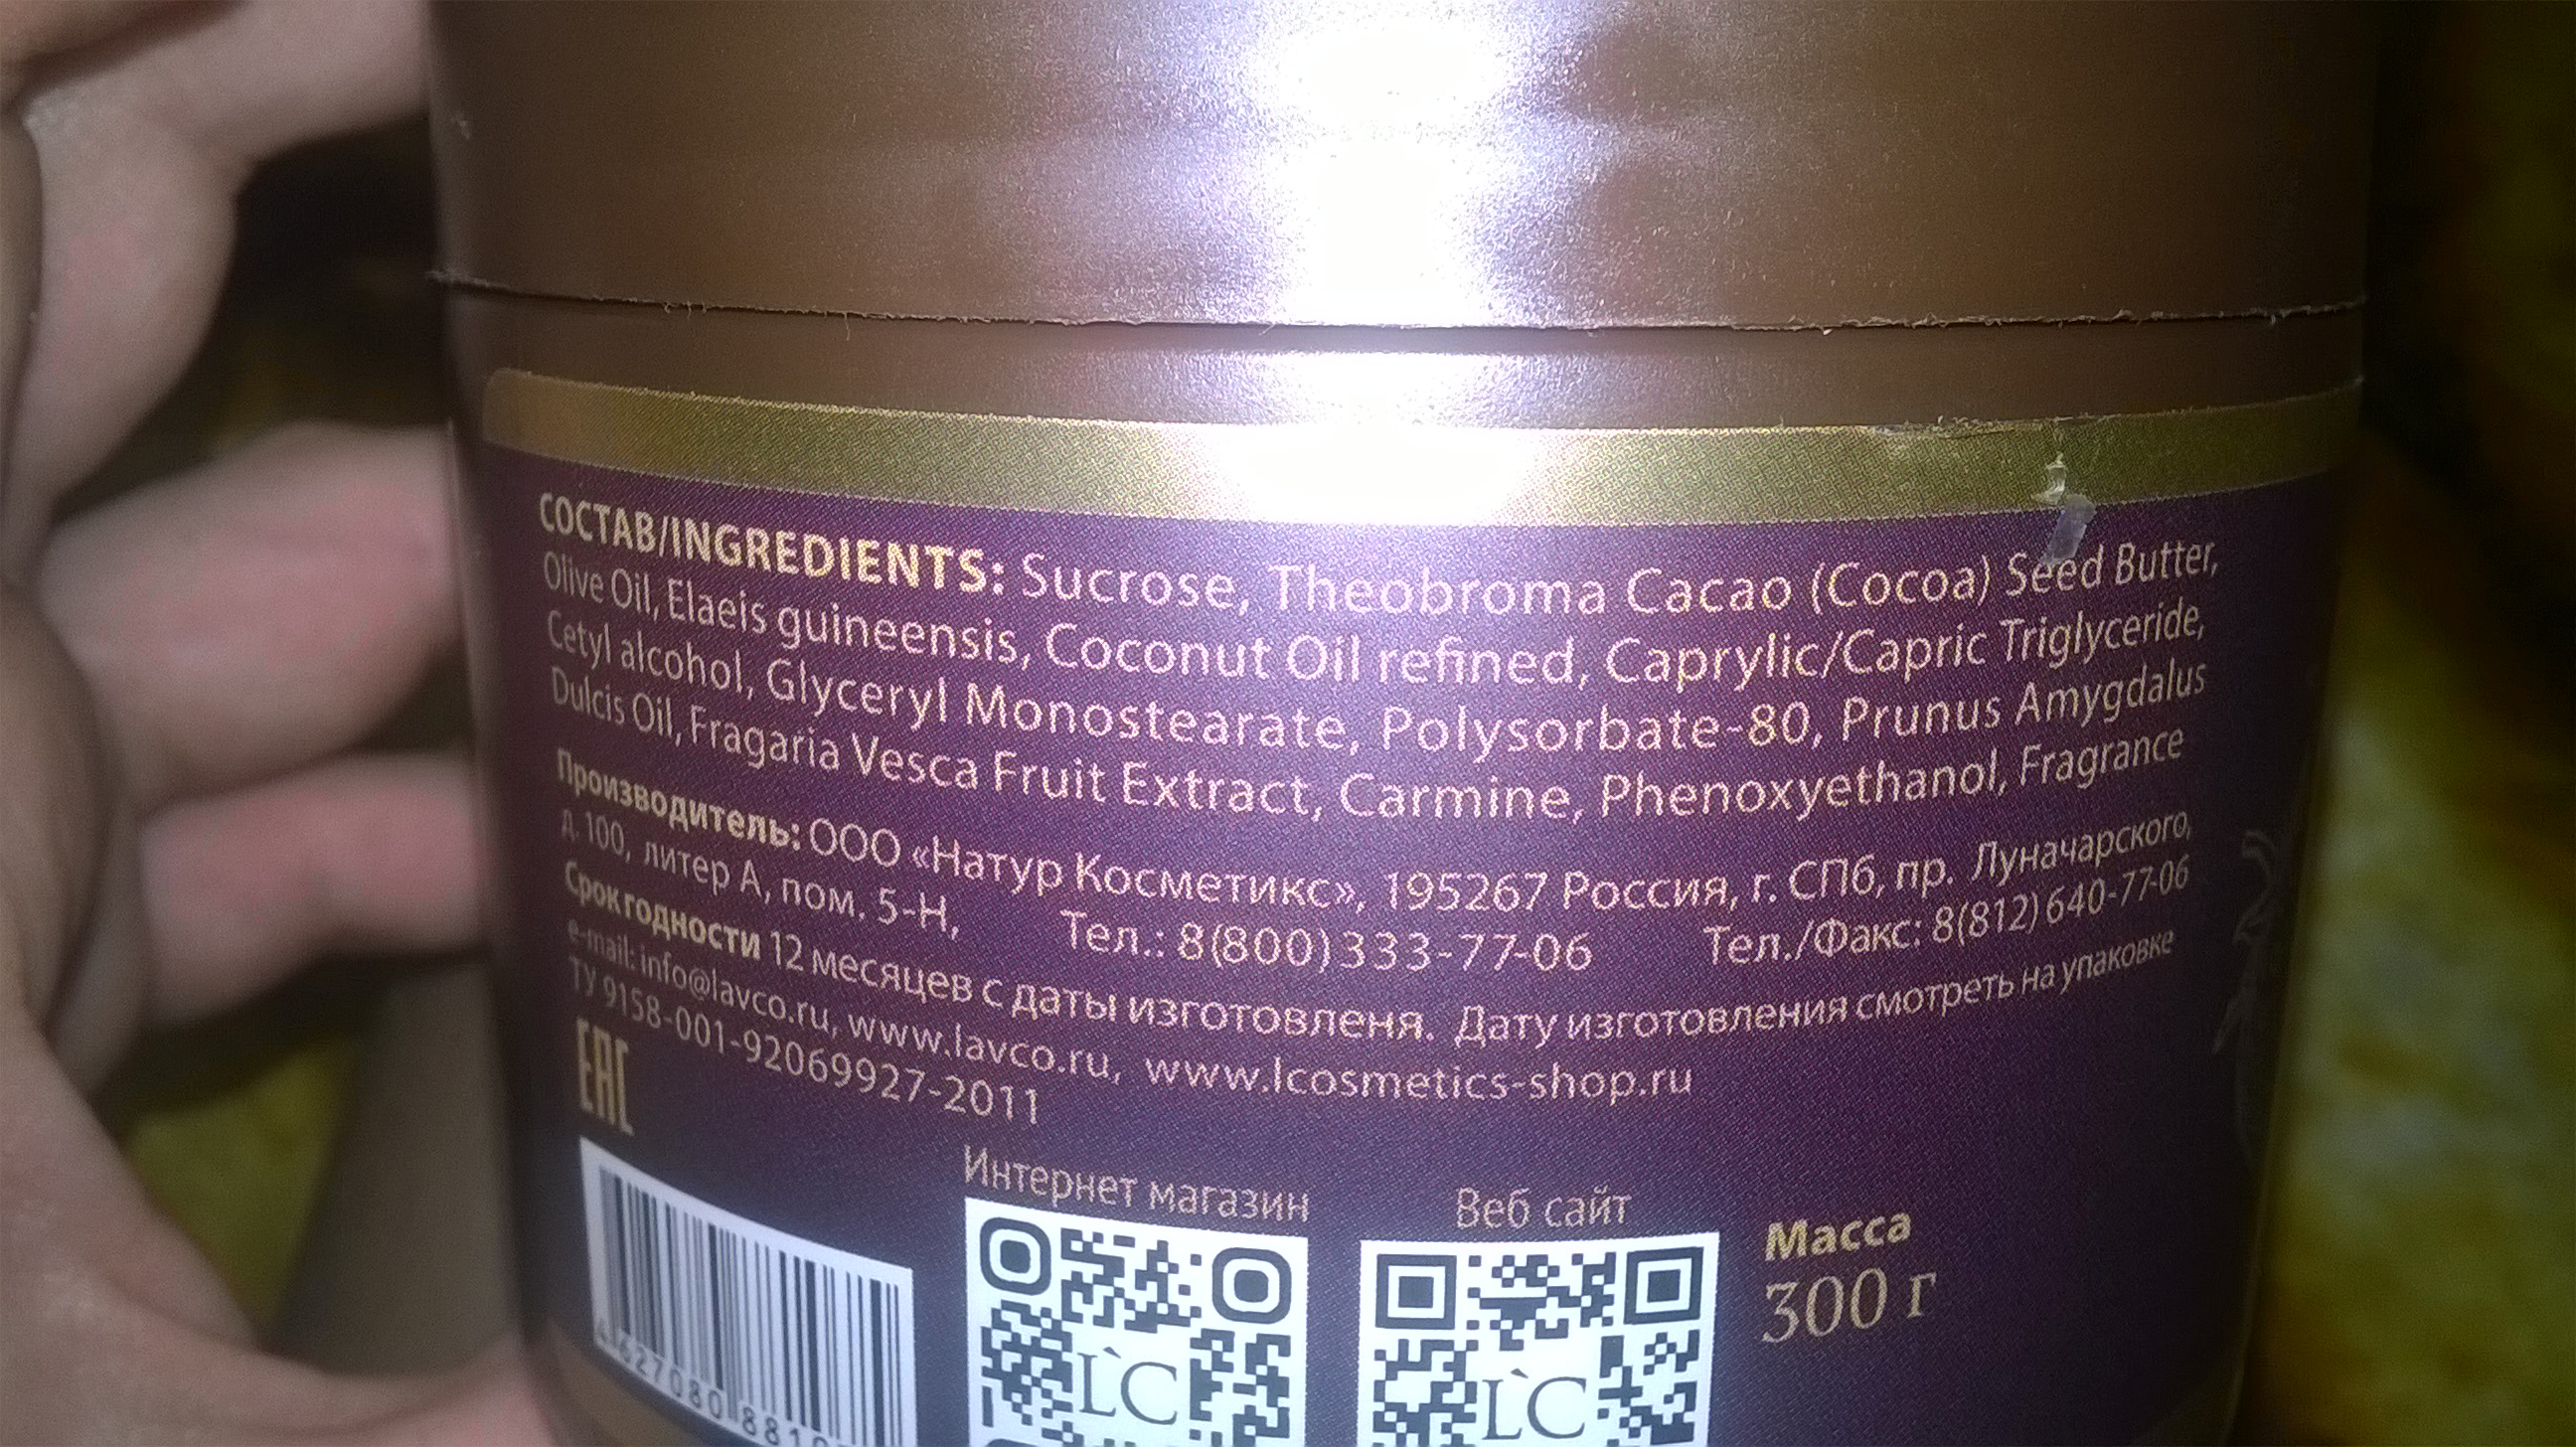 СОСТАВ/INGREDIENTS: Sucrose, Theobroma Cacao (Cocoa) Seed Butter,
Olive Oil, Elaeis guineensis, Coconut Oil refined, Caprylic/Capric Triglyceride,
Cetyl alcohol, Glyceryl Monostearate, Polysorbate-80, Prunus Amygdalus
Dulcis Oil, Fragaria Vesca Fruit Extract, Carmine, Phenoxyethanol, Fragrance
Производитель: ООО «Натур Косметикс», 195267 Россия, г. СПб, пр. Луначарского,
д. 100, литер А, пом. 5-Н, Тел.: 8(800)333-77-06 Тел./Факс: 8(812)640-77-06
Срок годности 12 месяцев с даты изготовленя. Дату изготовления смотреть на упаковке
e-mail: info@lavco.ru, www.lavco.ru, www.lcosmetics-shop.ru
ТУ 9158-001-92069927-2011
ЕАС
Интернет магазин
Веб сайт
Масса
300 г
L`C
L`C
4 627080 881